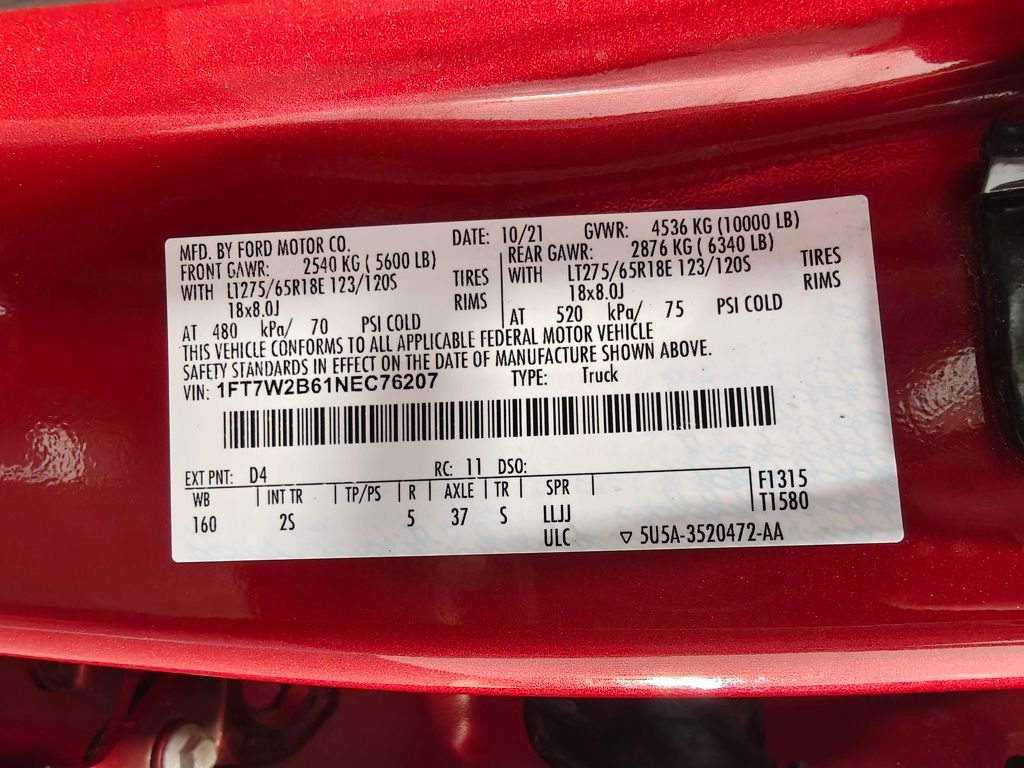 MFD. BY FORD MOTOR CO. DATE: 10/21 GVWR: 4536 KG (10000 LB)
FRONT GAWR: 2540 KG ( 5600 LB) REAR GAWR: 2876 KG ( 6340 LB)
WITH LT275/65R18E 123/120S TIRES WITH LT275/65R18E 123/120S TIRES
18x8.0J RIMS 18x8.0J RIMS
AT 480 kPa/ 70 PSI COLD AT 520 kPa/ 75 PSI COLD
THIS VEHICLE CONFORMS TO ALL APPLICABLE FEDERAL MOTOR VEHICLE
SAFETY STANDARDS IN EFFECT ON THE DATE OF MANUFACTURE SHOWN ABOVE.
VIN: 1FT7W2B61NEC76207 TYPE: Truck
EXT PNT: D4 RC: 11 DSO:
WB INT TR TP/PS R AXLE TR SPR F1315
160 2S 5 37 S LLJJ T1580
ULC ▽ 5U5A-3520472-AA